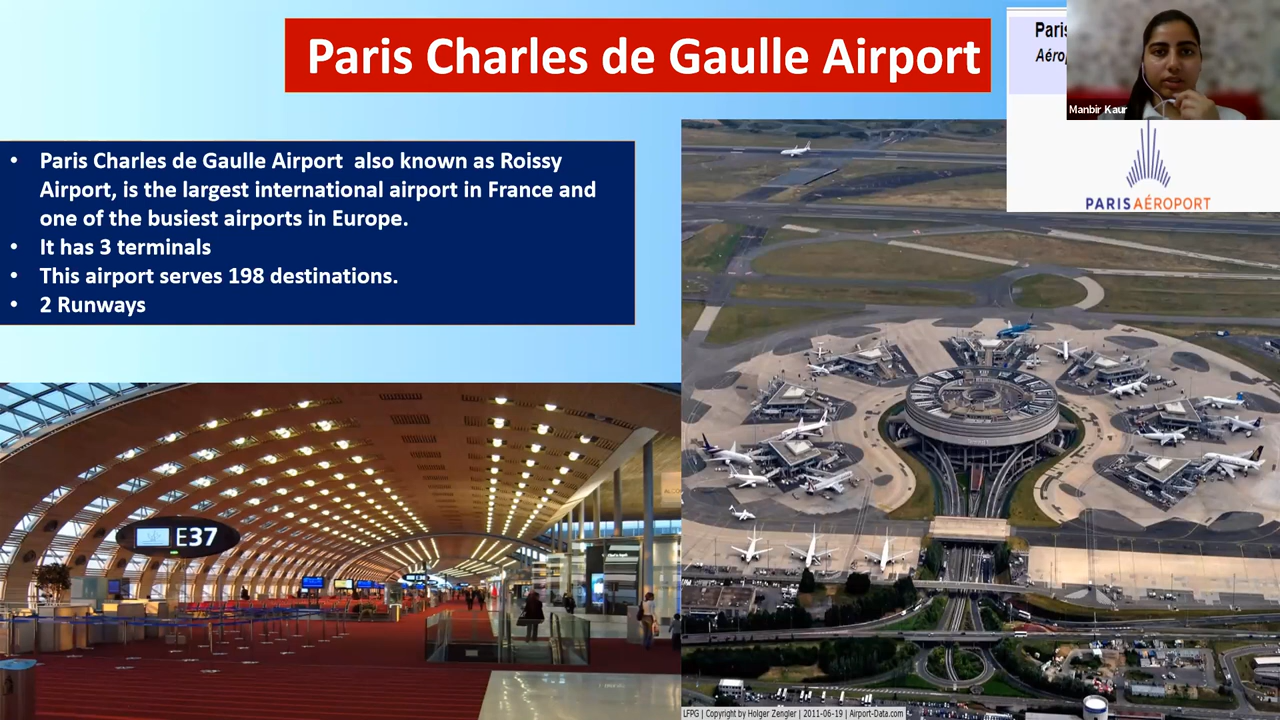 Paris Charles de Gaulle Airport
Paris
Aérop
Manbir Kaur
PARIS AÉROPORT
• Paris Charles de Gaulle Airport also known as Roissy
Airport, is the largest international airport in France and
one of the busiest airports in Europe.
• It has 3 terminals
• This airport serves 198 destinations.
• 2 Runways
E37
LFPG | Copyright by Holger Zengler | 2011-06-19 | Airport-Data.com